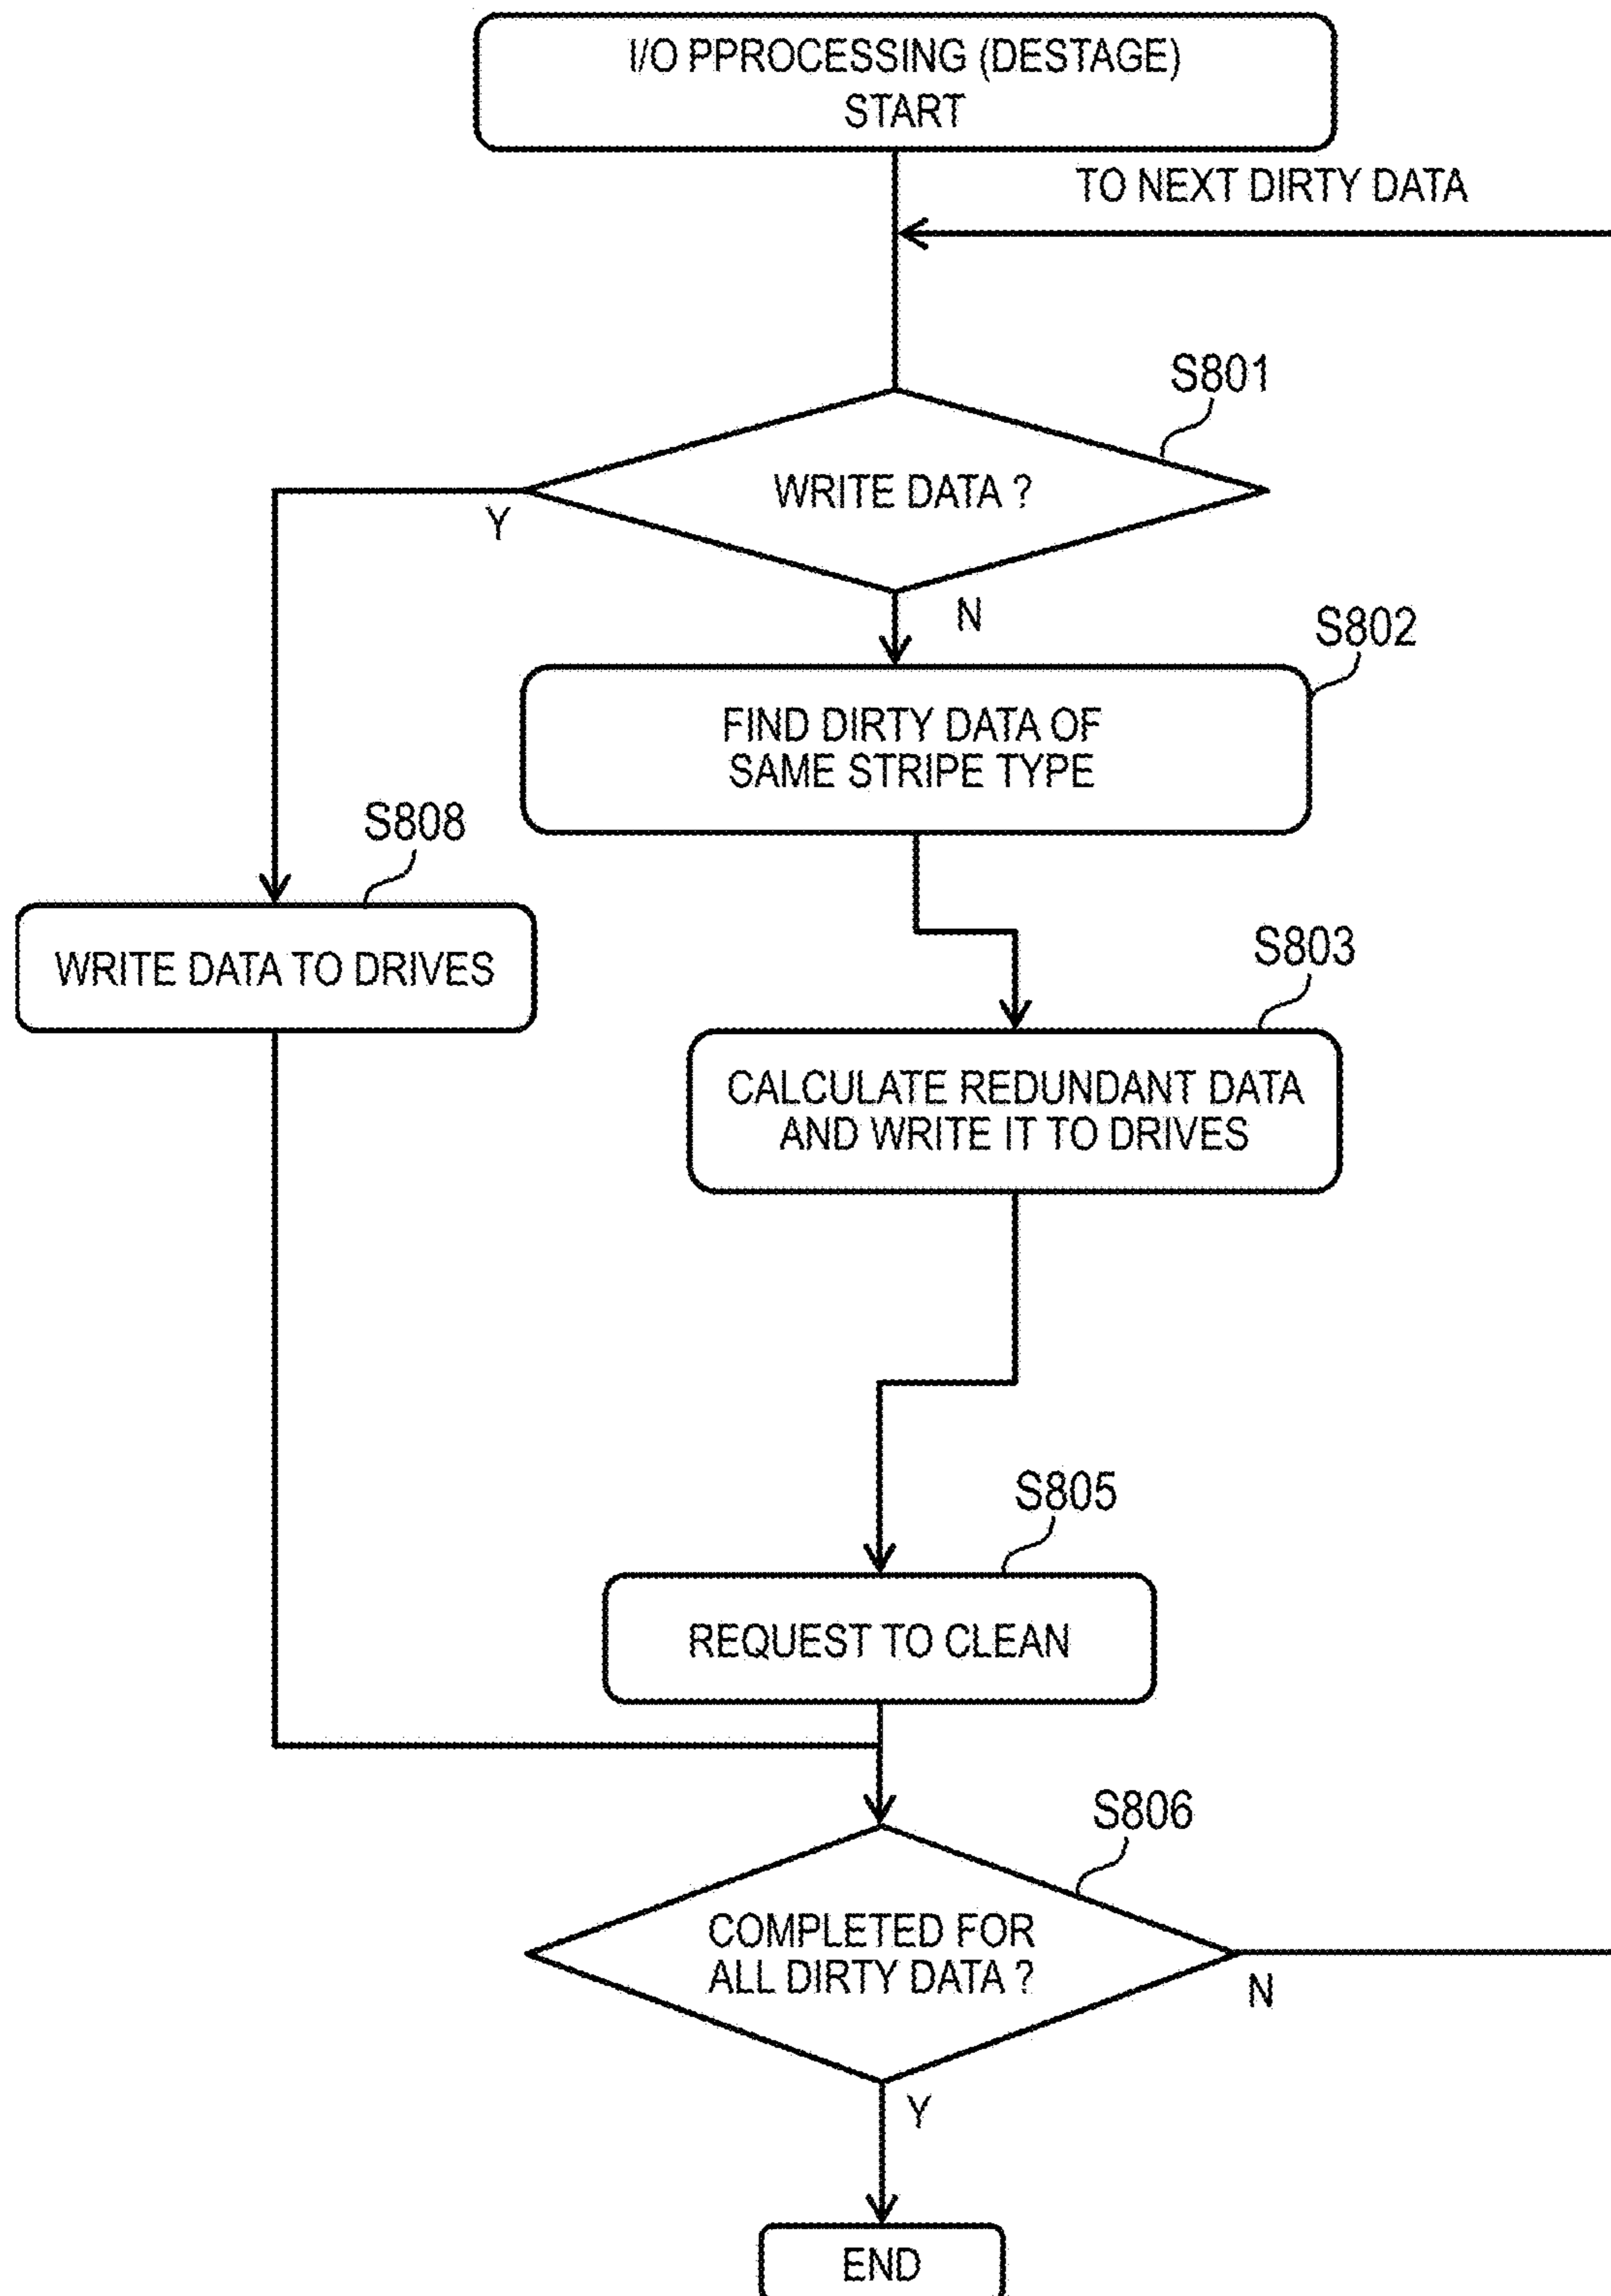 I/O PPROCESSING (DESTAGE)
START
TO NEXT DIRTY DATA
S801
WRITE DATA ?
Y
N
S802
FIND DIRTY DATA OF
SAME STRIPE TYPE
S808
WRITE DATA TO DRIVES
S803
CALCULATE REDUNDANT DATA
AND WRITE IT TO DRIVES
S805
REQUEST TO CLEAN
S806
COMPLETED FOR
ALL DIRTY DATA ?
N
Y
END